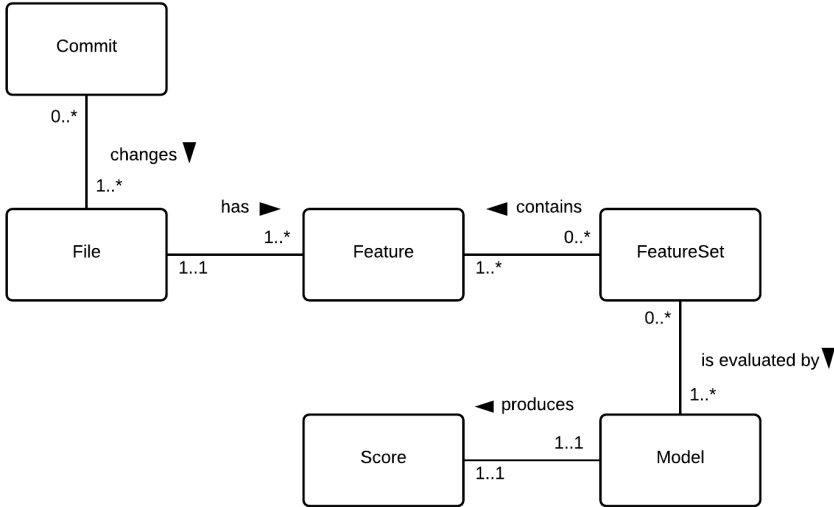 Commit
0..*
changes
1..*
has
contains
1..*
0..*
File
Feature
FeatureSet
1..1
1..*
0..*
is evaluated by
1..*
produces
1..1
Score
Model
1..1